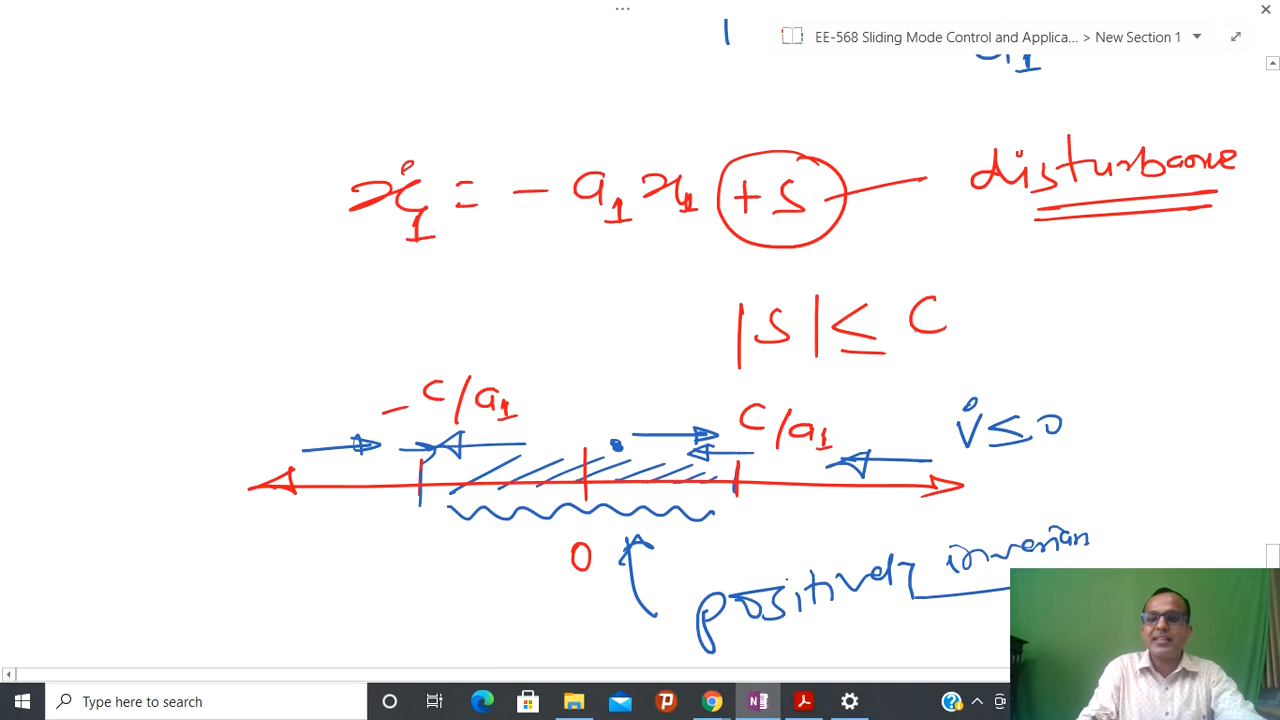 EE-568 Sliding Mode Control and Applica... > New Section 1
ẋ₁ = - a₁x₁ + s disturbance
|s| ≤ c
- c/a₁ c/a₁ V̇ ≤ 0
0
positively invarian
Type here to search